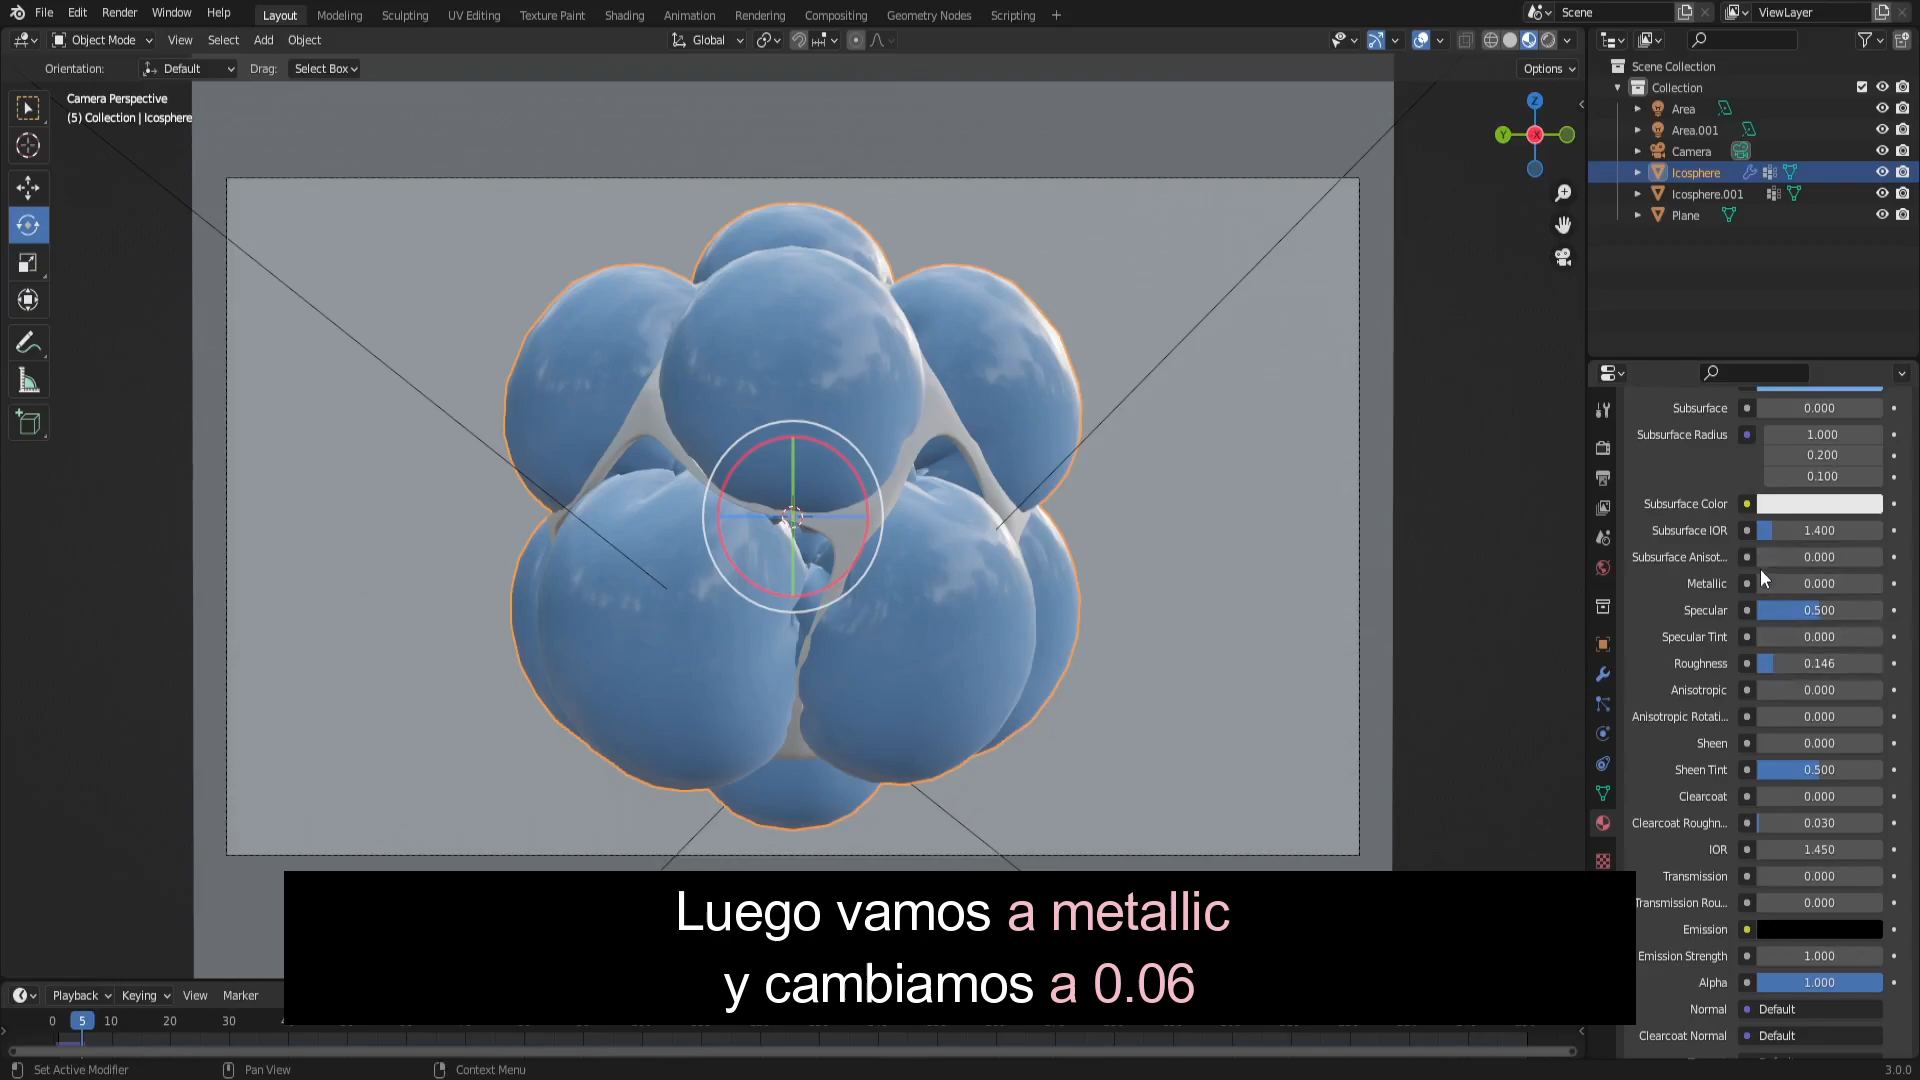 File Edit Render Window Help Layout Modeling Sculpting UV Editing Texture Paint Shading Animation Rendering Compositing Geometry Nodes Scripting + Scene ViewLayer
Object Mode View Select Add Object Global
Orientation: Default Drag: Select Box Options
Camera Perspective
(5) Collection | Icosphere
Z
Y
X
Scene Collection
Collection
Area
Area.001
Camera
Icosphere
Icosphere.001
Plane
Subsurface 0.000
Subsurface Radius 1.000
0.200
0.100
Subsurface Color
Subsurface IOR 1.400
Subsurface Anisot... 0.000
Metallic 0.000
Specular 0.500
Specular Tint 0.000
Roughness 0.146
Anisotropic 0.000
Anisotropic Rotati... 0.000
Sheen 0.000
Sheen Tint 0.500
Clearcoat 0.000
Clearcoat Roughn... 0.030
IOR 1.450
Transmission 0.000
Transmission Rou... 0.000
Emission
Emission Strength 1.000
Alpha 1.000
Normal Default
Clearcoat Normal Default
Luego vamos a metallic
y cambiamos a 0.06
Playback Keying View Marker
0 5 10 20 30
Set Active Modifier Pan View Context Menu 3.0.0